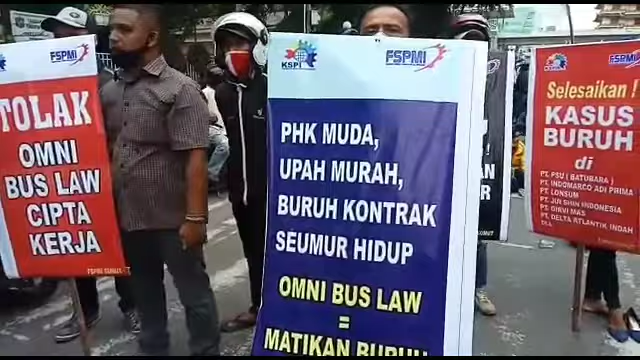 FSPMI
TOLAK
OMNI
BUS LAW
CIPTA
KERJA
KSPI
FSPMI
PHK MUDA,
UPAH MURAH,
BURUH KONTRAK
SEUMUR HIDUP
OMNI BUS LAW
=
MATIKAN BURUH
FSPMI
Selesaikan !
KASUS
BURUH
di
PT. PSU ( BATUBARA )
PT. INDOMARCO ADI PRIMA
PT. LONSUM
PT. JUI SHIN INDONESIA
PT. GIRVI MAS
PT. DELTA ATLANTIK INDAH